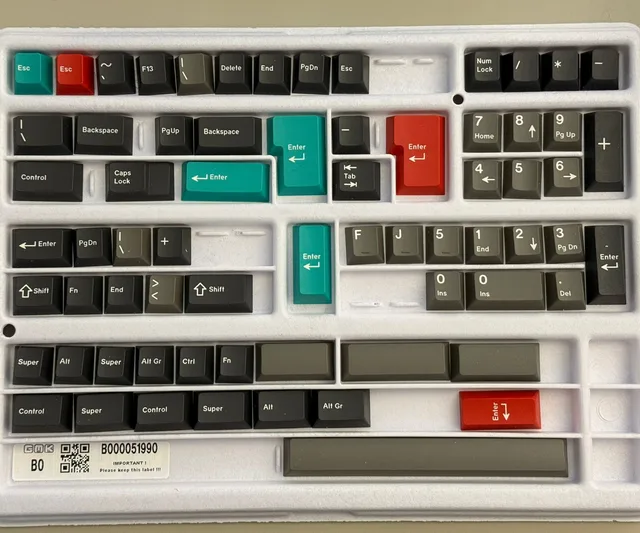 Esc Esc ~ ` F13 | \ Delete End PgDn Esc Num Lock / * −
| \ Backspace PgUp Backspace Enter − Enter 7 Home 8 ↑ 9 Pg Up +
Control Caps Lock ← Enter Tab 4 ← 5 6 →
← Enter PgDn | \ + Enter F J 5 1 End 2 ↓ 3 Pg Dn . Enter
Shift Fn End > < Shift 0 Ins 0 Ins . Del
Super Alt Super Alt Gr Ctrl Fn
Control Super Control Super Alt Alt Gr Enter
GMK B000051990
B0 IMPORTANT !
Please keep this label !!!